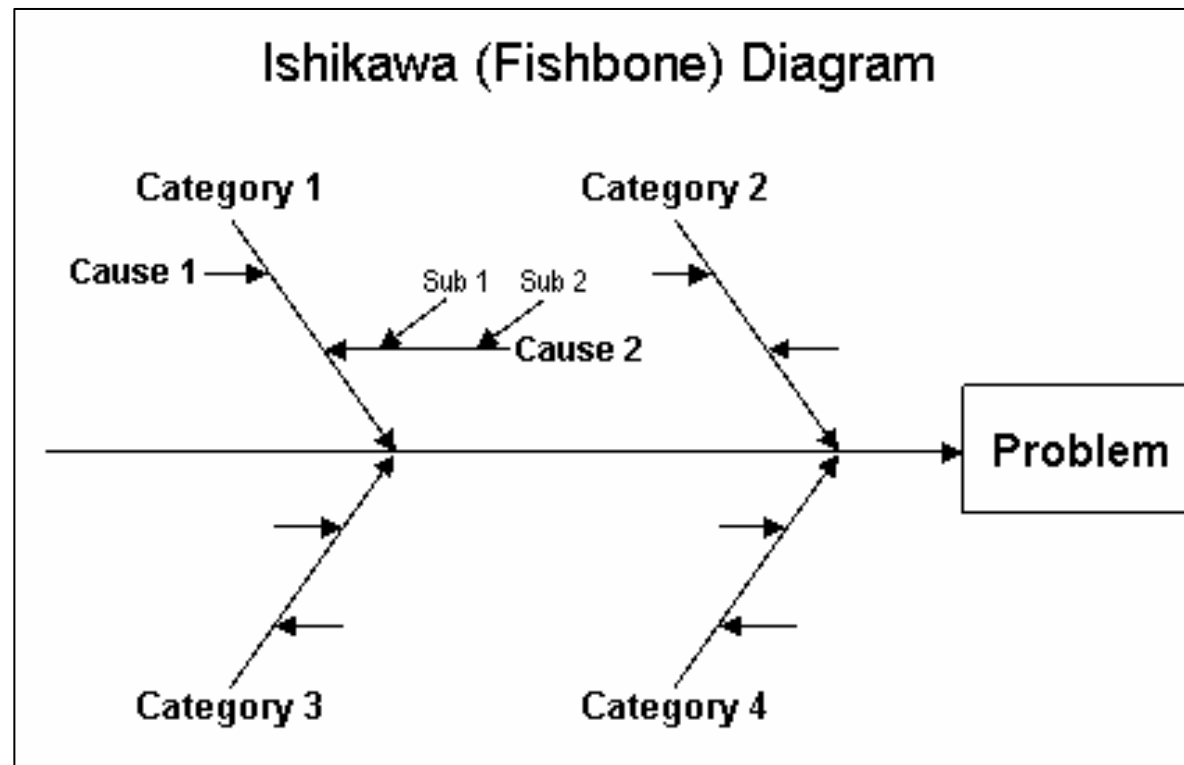 Ishikawa (Fishbone) Diagram
Category 1
Category 2
Cause 1
Sub 1
Sub 2
Cause 2
Problem
Category 3
Category 4